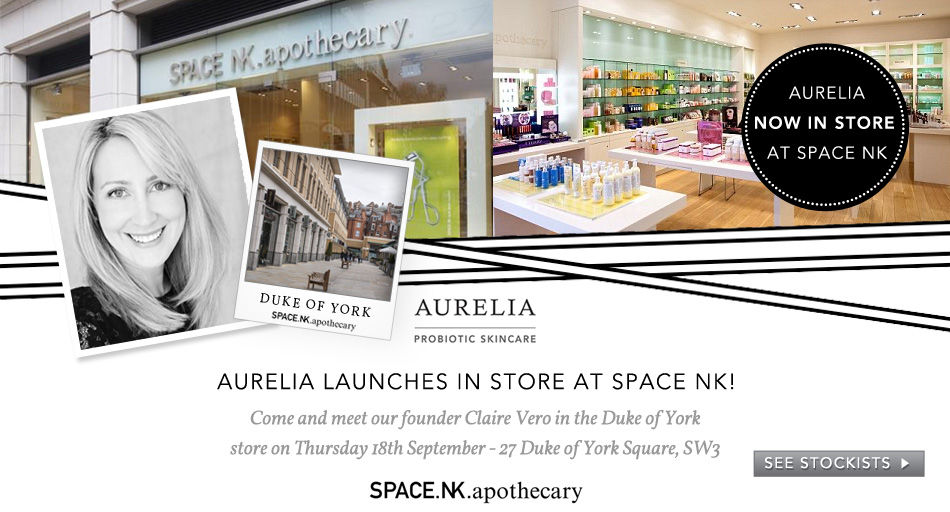 SPACE NK.apothecary.
apothecary
AURELIA
NOW IN STORE
AT SPACE NK
DUKE OF YORK
SPACE.NK.apothecary
AURELIA
PROBIOTIC SKINCARE
AURELIA LAUNCHES IN STORE AT SPACE NK!
Come and meet our founder Claire Vero in the Duke of York
store on Thursday 18th September - 27 Duke of York Square, SW3
SEE STOCKISTS
SPACE.NK.apothecary